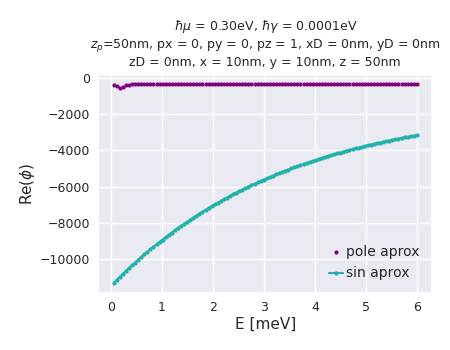 ℏμ = 0.30eV, ℏγ = 0.0001eV
z_p=50nm, px = 0, py = 0, pz = 1, xD = 0nm, yD = 0nm
zD = 0nm, x = 10nm, y = 10nm, z = 50nm
0
−2000
−4000
−6000
−8000
−10000
Re(ϕ)
pole aprox
sin aprox
0 1 2 3 4 5 6
E [meV]